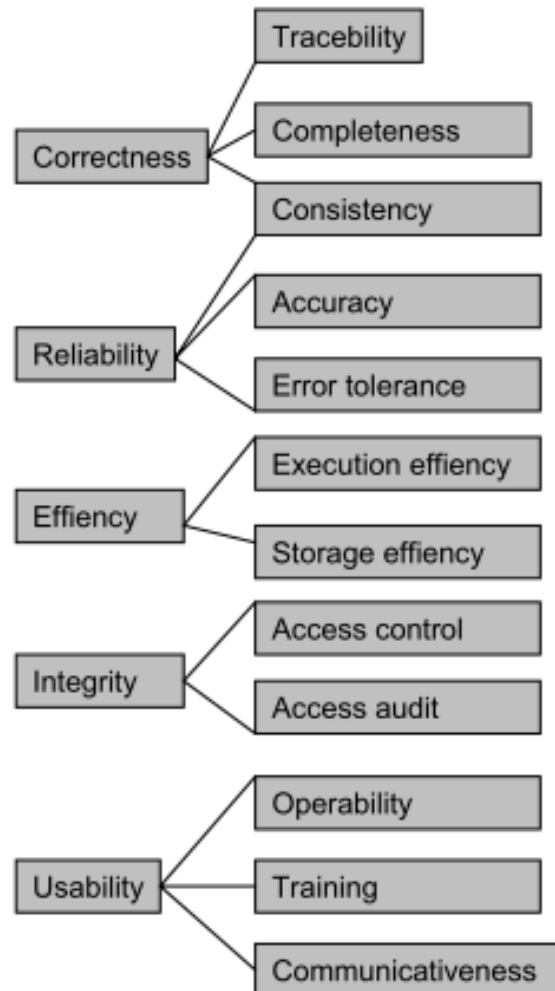 Tracebility
Completeness
Correctness
Consistency
Accuracy
Reliability
Error tolerance
Execution effiency
Effiency
Storage effiency
Access control
Integrity
Access audit
Operability
Usability
Training
Communicativeness